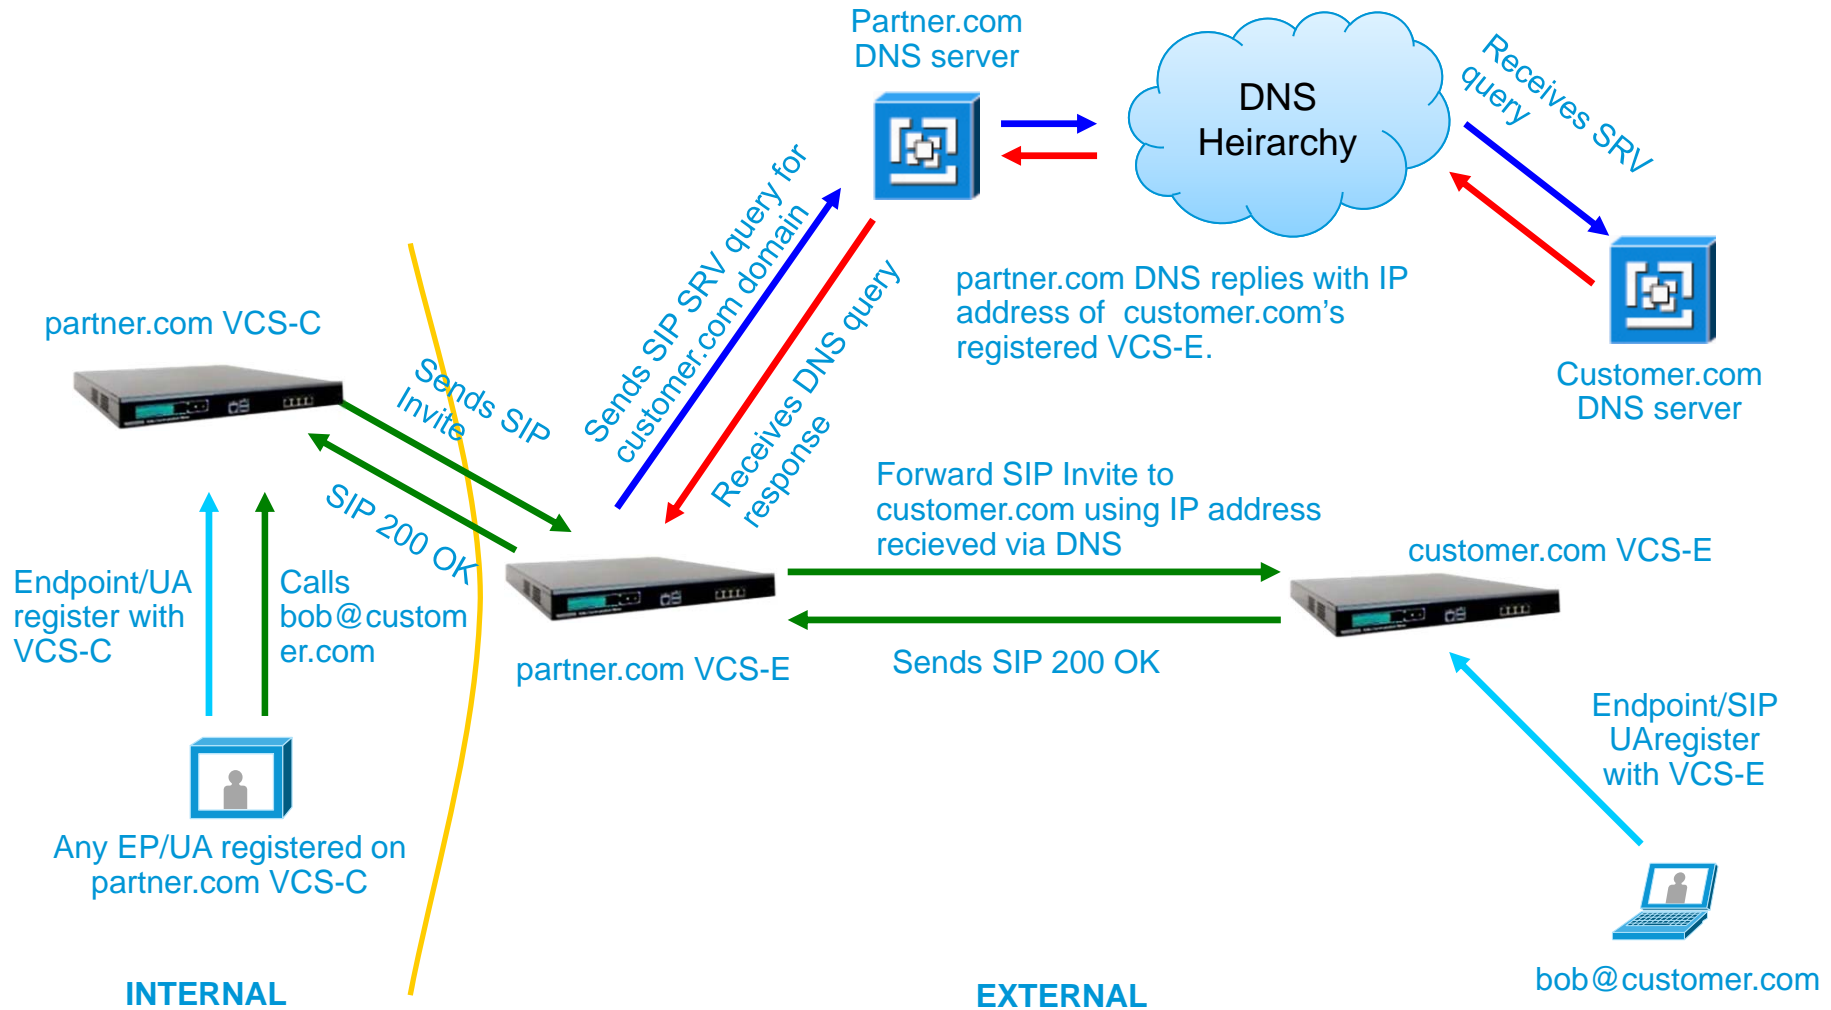 Partner.com
DNS server
DNS
Heirarchy
Receives SRV
query
Sends SIP SRV query for
customer.com domain
Receives DNS query
response
partner.com DNS replies with IP
address of customer.com's
registered VCS-E.
Customer.com
DNS server
partner.com VCS-C
Sends SIP
Invite
SIP 200 OK
Forward SIP Invite to
customer.com using IP address
recieved via DNS
customer.com VCS-E
Endpoint/UA
register with
VCS-C
Calls
bob@custom
er.com
partner.com VCS-E
Sends SIP 200 OK
Endpoint/SIP
UAregister
with VCS-E
Any EP/UA registered on
partner.com VCS-C
bob@customer.com
INTERNAL
EXTERNAL